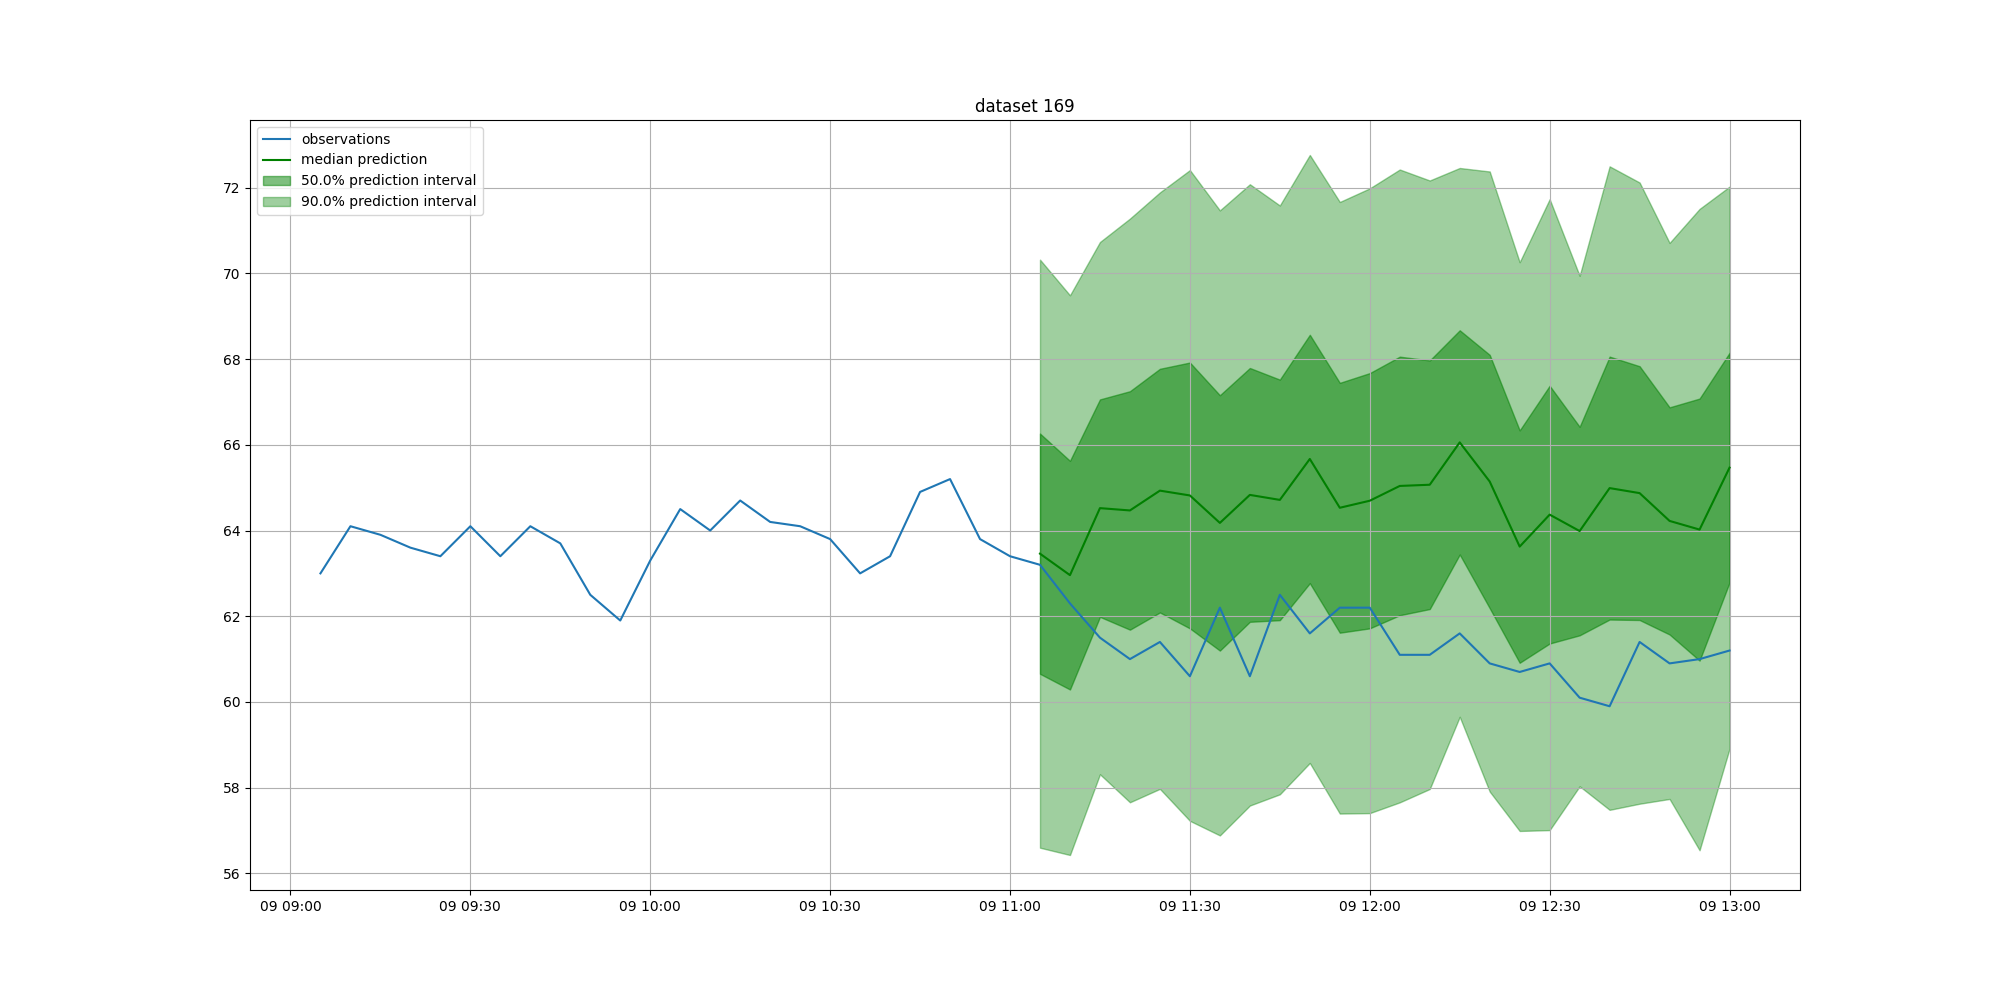 dataset 169
observations
median prediction
50.0% prediction interval
90.0% prediction interval
72
70
68
66
64
62
60
58
56
09 09:00 09 09:30 09 10:00 09 10:30 09 11:00 09 11:30 09 12:00 09 12:30 09 13:00